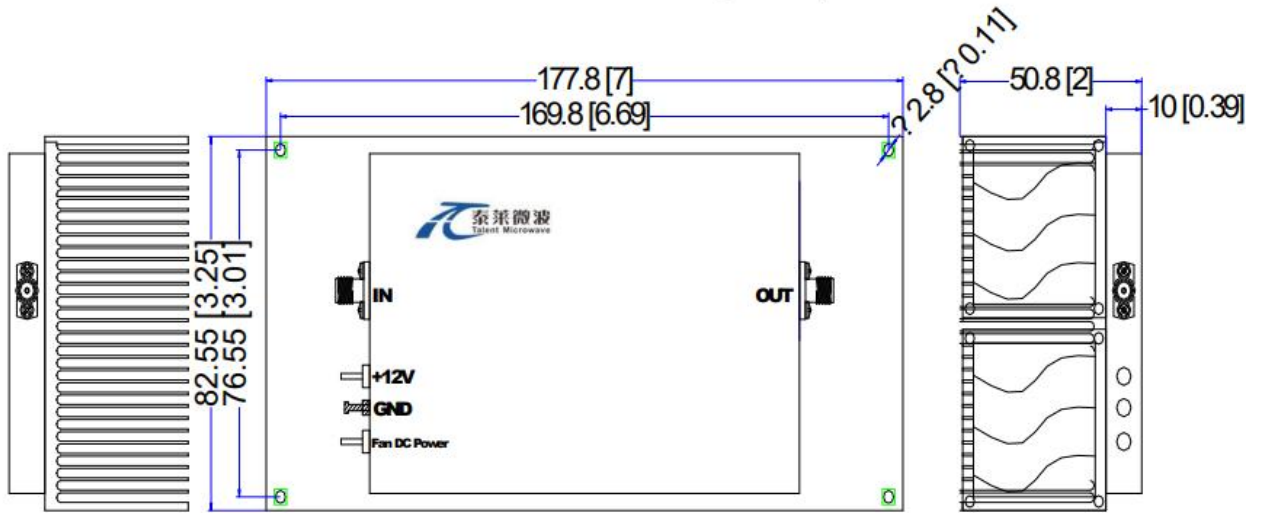 177.8 [7]
169.8 [6.69]
? 2.8 [? 0.11]
50.8 [2]
10 [0.39]
泰莱微波
Talent Microwave
82.55 [3.25]
76.55 [3.01]
IN
OUT
+12V
GND
Fan DC Power